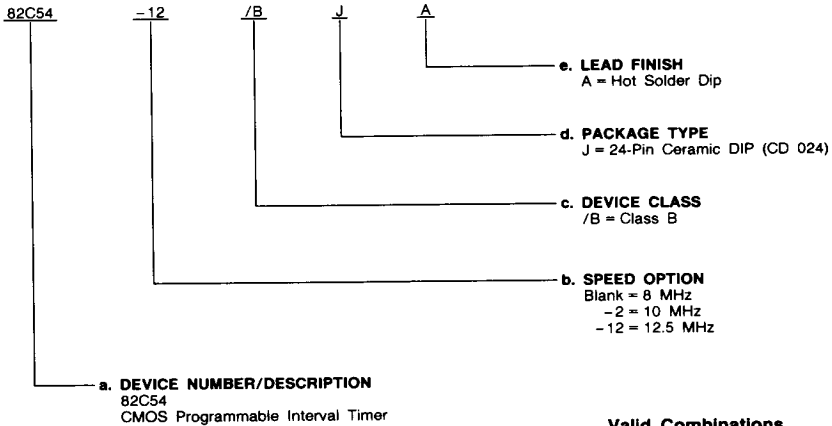 82C54 -12 /B J A
e. LEAD FINISH
A = Hot Solder Dip
d. PACKAGE TYPE
J = 24-Pin Ceramic DIP (CD 024)
c. DEVICE CLASS
/B = Class B
b. SPEED OPTION
Blank = 8 MHz
-2 = 10 MHz
-12 = 12.5 MHz
a. DEVICE NUMBER/DESCRIPTION
82C54
CMOS Programmable Interval Timer
Valid Combinations